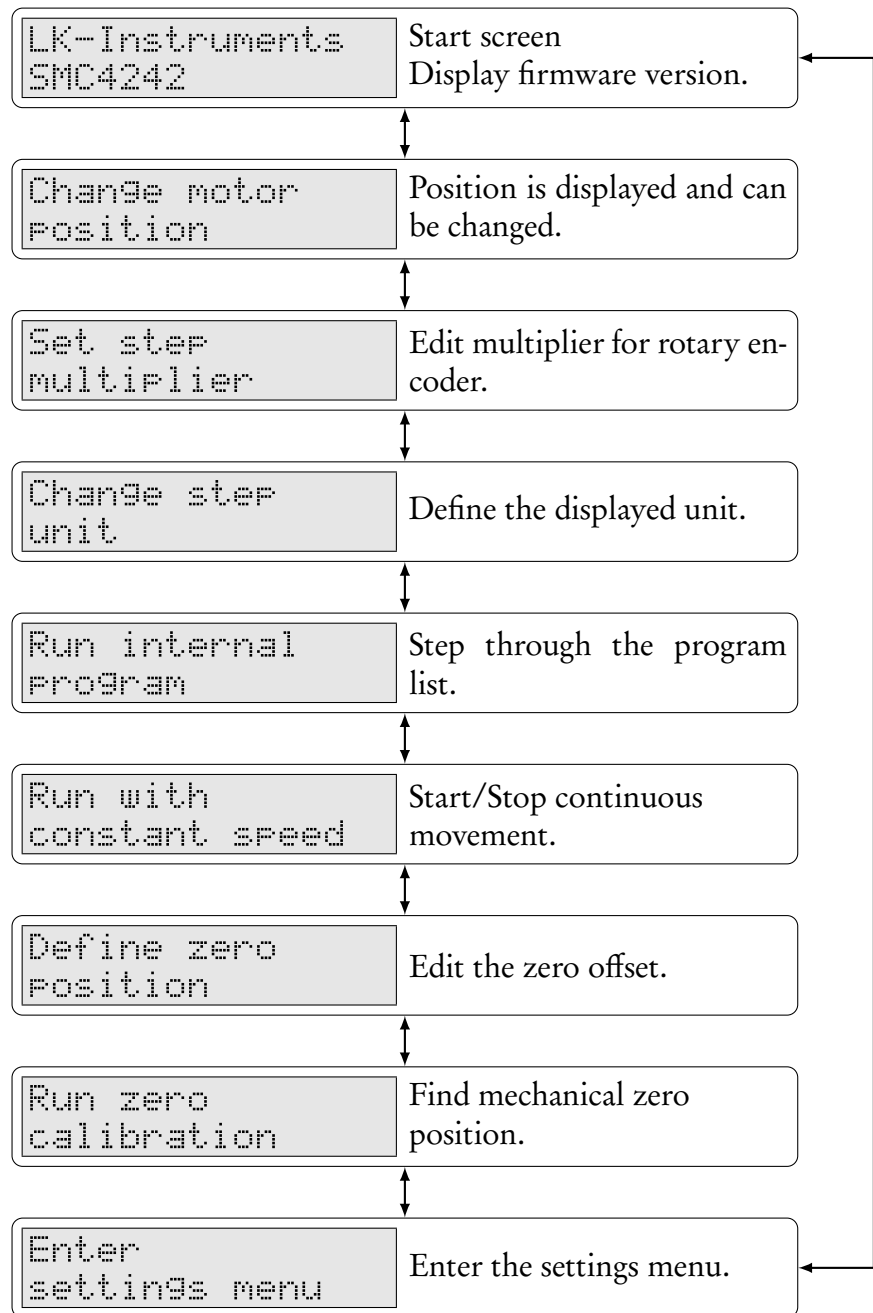 LK-Instruments
SMC4242
Start screen
Display firmware version.
Change motor
position
Position is displayed and can
be changed.
Set step
multiplier
Edit multiplier for rotary en-
coder.
Change step
unit
Define the displayed unit.
Run internal
program
Step through the program
list.
Run with
constant speed
Start/Stop continuous
movement.
Define zero
position
Edit the zero offset.
Run zero
calibration
Find mechanical zero
position.
Enter
settings menu
Enter the settings menu.